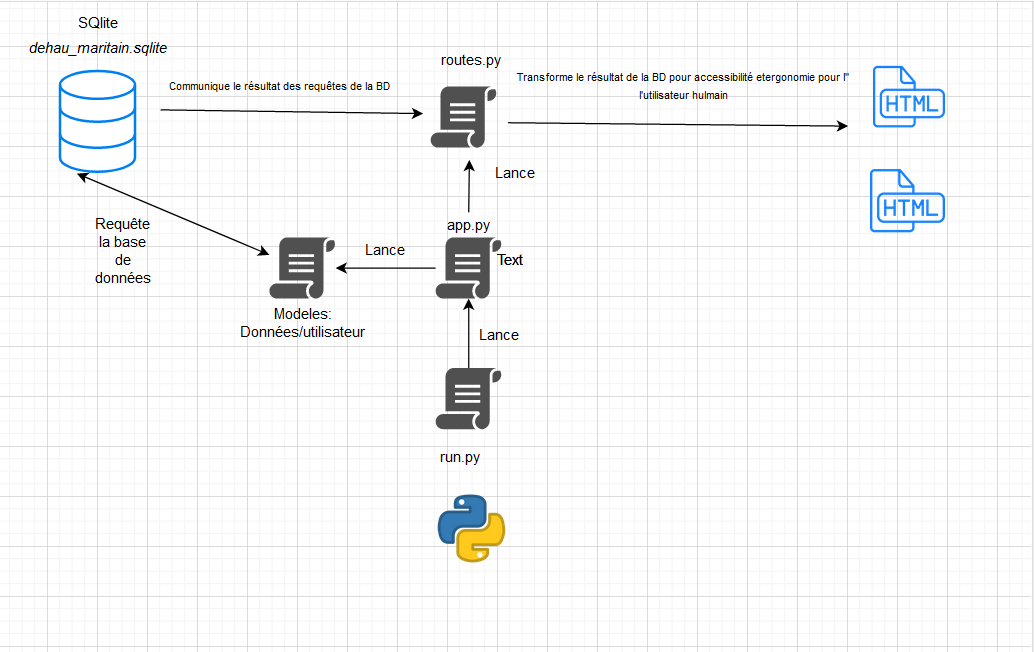 SQlite
dehau_maritain.sqlite
routes.py
Communique le résultat des requêtes de la BD
Transforme le résultat de la BD pour accessibilité etergonomie pour l"
l'utilisateur hulmain
HTML
HTML
Lance
app.py
Text
Requête
la base
de
données
Lance
Modeles:
Données/utilisateur
Lance
run.py